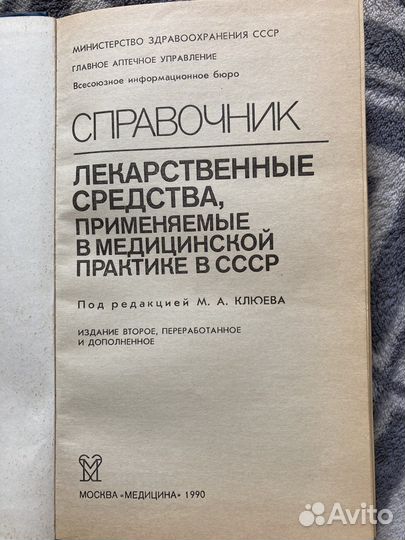 МИНИСТЕРСТВО ЗДРАВООХРАНЕНИЯ СССР
ГЛАВНОЕ АПТЕЧНОЕ УПРАВЛЕНИЕ
Всесоюзное информационное бюро
СПРАВОЧНИК
ЛЕКАРСТВЕННЫЕ
СРЕДСТВА,
ПРИМЕНЯЕМЫЕ
В МЕДИЦИНСКОЙ
ПРАКТИКЕ В СССР
Под редакцией М. А. КЛЮЕВА
ИЗДАНИЕ ВТОРОЕ, ПЕРЕРАБОТАННОЕ
И ДОПОЛНЕННОЕ
МОСКВА «МЕДИЦИНА» 1990
Avito